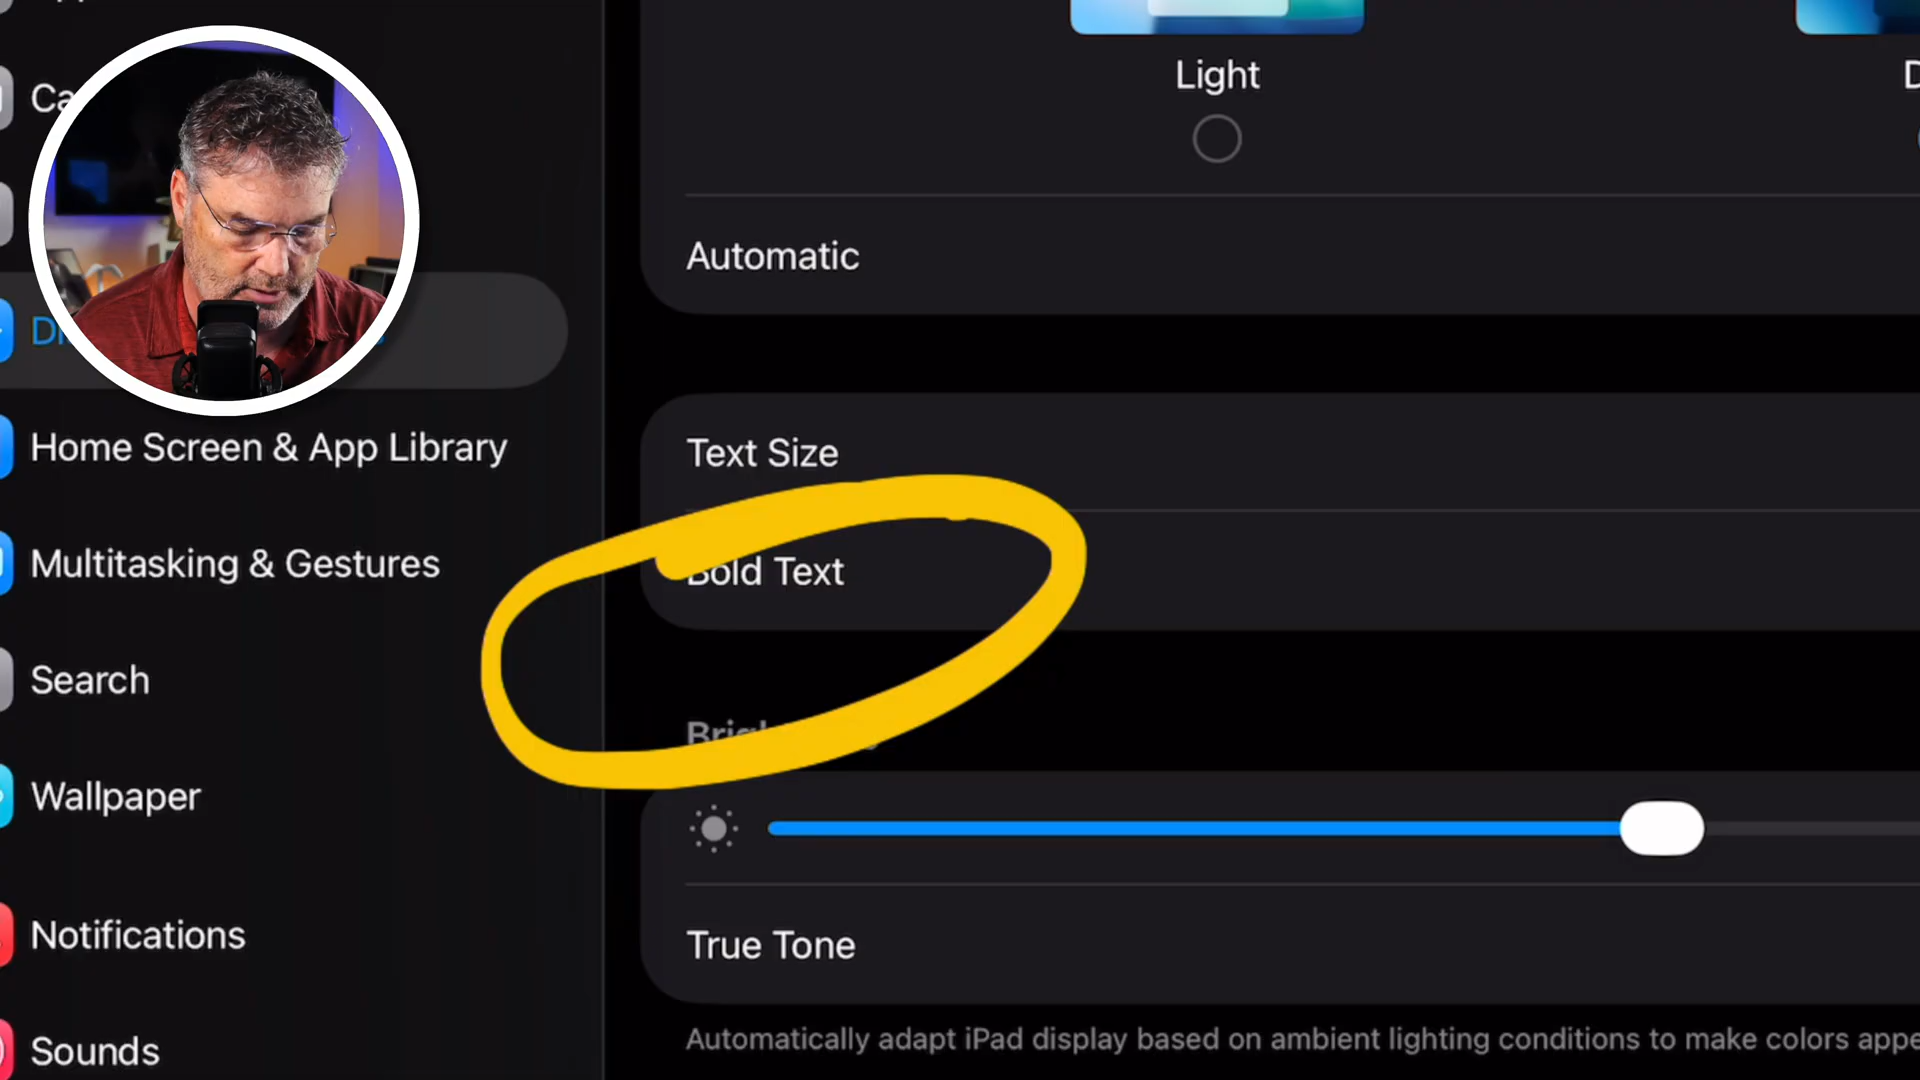 Light
Automatic
Home Screen & App Library
Text Size
Multitasking & Gestures
Bold Text
Search
Wallpaper
Notifications
True Tone
Automatically adapt iPad display based on ambient lighting conditions to make colors appe
Sounds